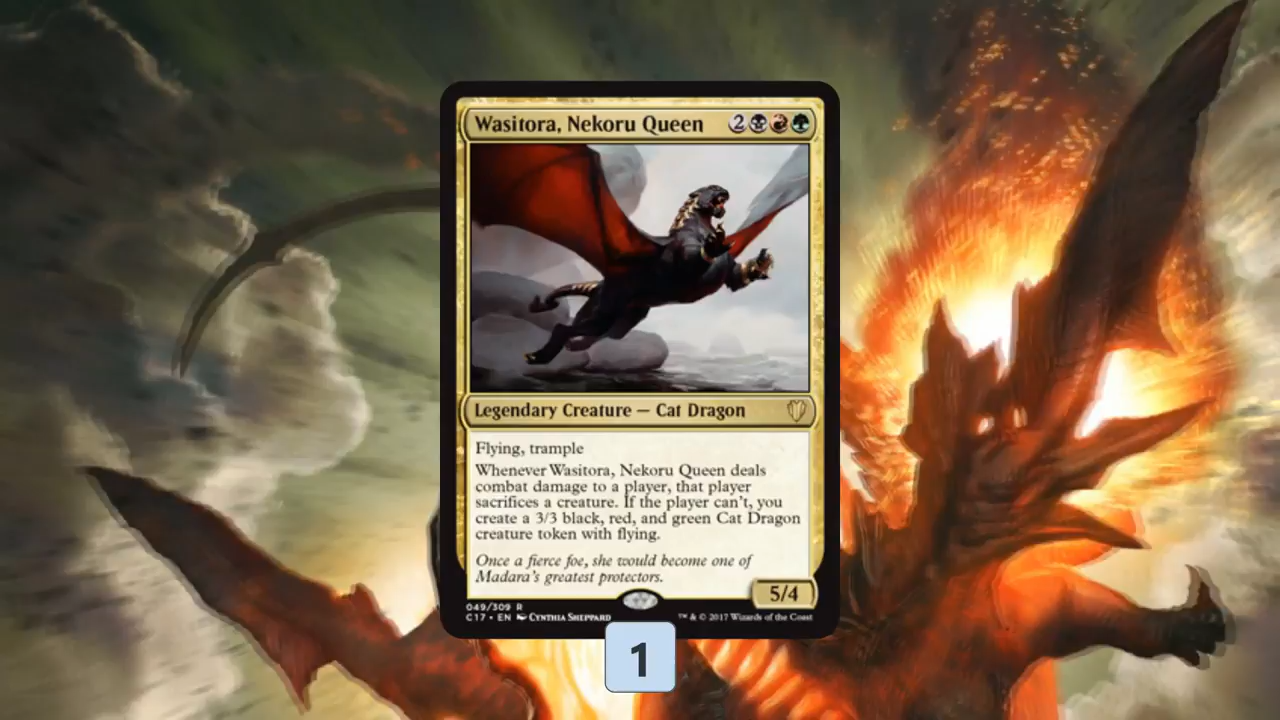 Wasitora, Nekoru Queen 2
Legendary Creature — Cat Dragon
Flying, trample
Whenever Wasitora, Nekoru Queen deals
combat damage to a player, that player
sacrifices a creature. If the player can't, you
create a 3/3 black, red, and green Cat Dragon
creature token with flying.
Once a fierce foe, she would become one of
Madara's greatest protectors.
5/4
049/309 R
C17 • EN CYNTHIA SHEPPARD ™ & © 2017 Wizards of the Coast
1